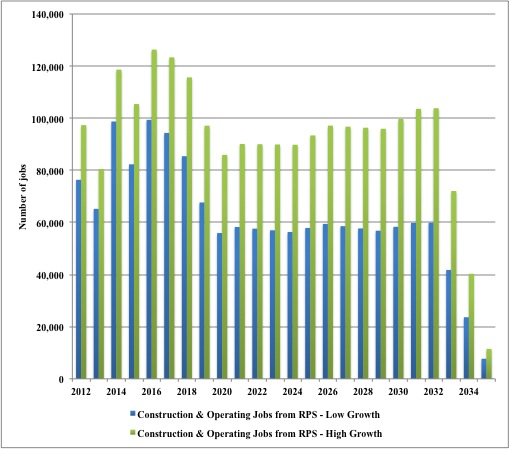 140,000
120,000
100,000
80,000
60,000
40,000
20,000
0
Number of jobs
2012 2014 2016 2018 2020 2022 2024 2026 2028 2030 2032 2034
Construction & Operating Jobs from RPS - Low Growth
Construction & Operating Jobs from RPS - High Growth